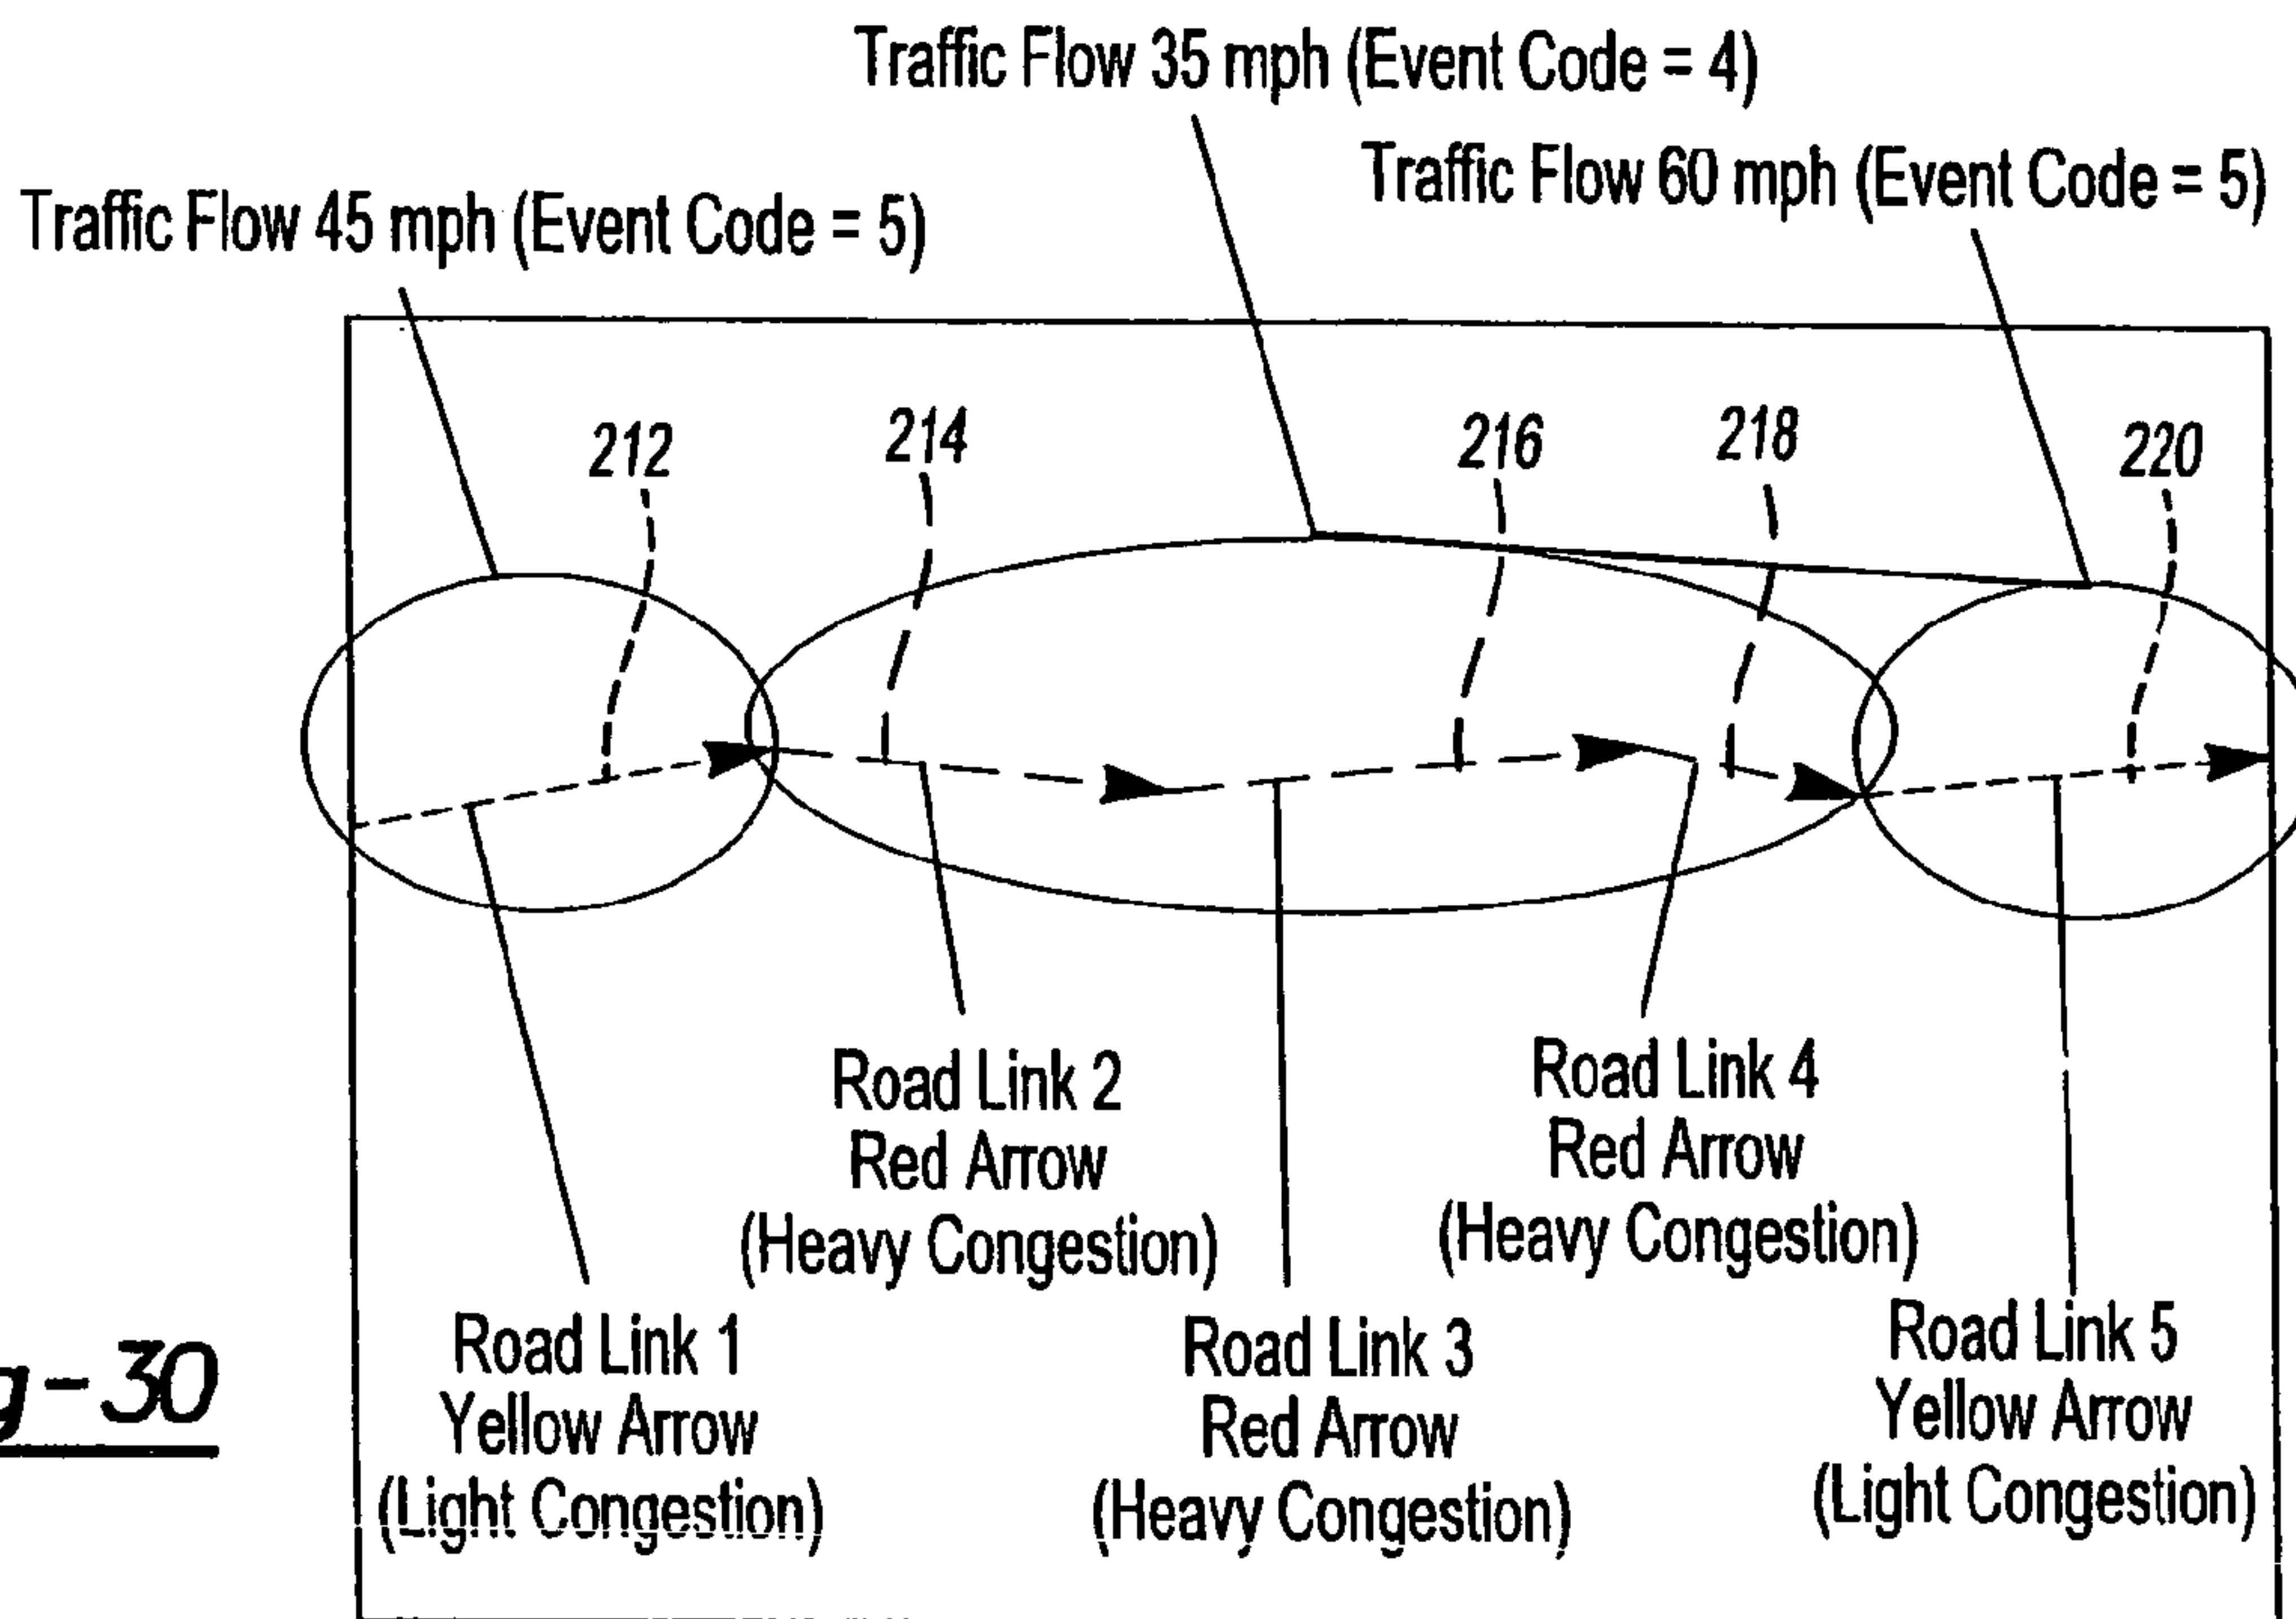 Traffic Flow 35 mph (Event Code = 4)
Traffic Flow 60 mph (Event Code = 5)
Traffic Flow 45 mph (Event Code = 5)
212
214
216
218
220
Road Link 2
Red Arrow
(Heavy Congestion)
Road Link 4
Red Arrow
(Heavy Congestion)
Road Link 1
Yellow Arrow
(Light Congestion)
Road Link 3
Red Arrow
(Heavy Congestion)
Road Link 5
Yellow Arrow
(Light Congestion)
g-30